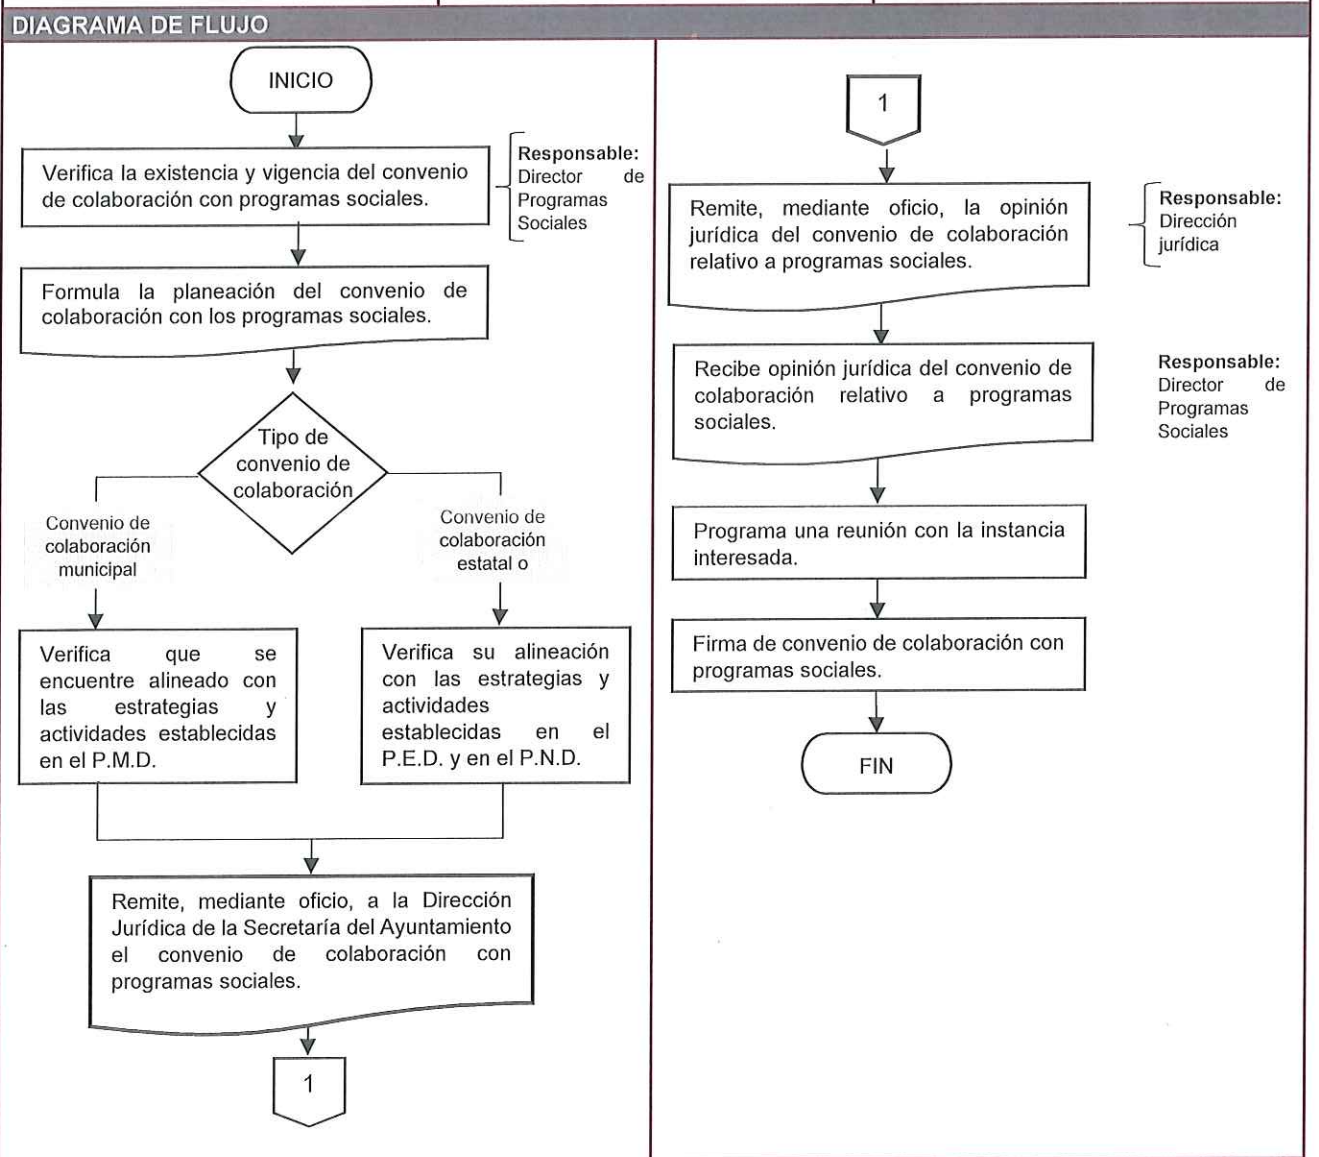 DIAGRAMA DE FLUJO
INICIO
Verifica la existencia y vigencia del convenio
de colaboración con programas sociales.
Responsable:
Director de
Programas
Sociales
Formula la planeación del convenio de
colaboración con los programas sociales.
Tipo de
convenio de
colaboración
Convenio de
colaboración
municipal
Convenio de
colaboración
estatal o
Verifica que se
encuentre alineado con
las estrategias y
actividades establecidas
en el P.M.D.
Verifica su alineación
con las estrategias y
actividades
establecidas en el
P.E.D. y en el P.N.D.
Remite, mediante oficio, a la Dirección
Jurídica de la Secretaría del Ayuntamiento
el convenio de colaboración con
programas sociales.
1
1
Remite, mediante oficio, la opinión
jurídica del convenio de colaboración
relativo a programas sociales.
Responsable:
Dirección
jurídica
Recibe opinión jurídica del convenio de
colaboración relativo a programas
sociales.
Responsable:
Director de
Programas
Sociales
Programa una reunión con la instancia
interesada.
Firma de convenio de colaboración con
programas sociales.
FIN